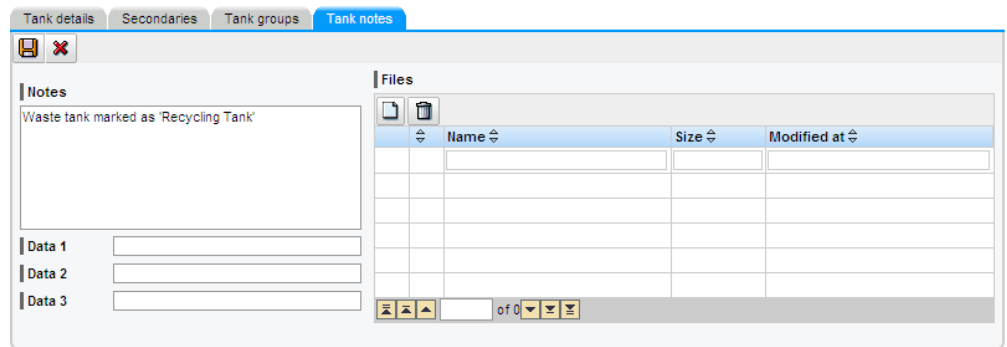 Tank details Secondaries Tank groups Tank notes
Notes
Waste tank marked as 'Recycling Tank'
Data 1
Data 2
Data 3
Files
Name Size Modified at
of 0